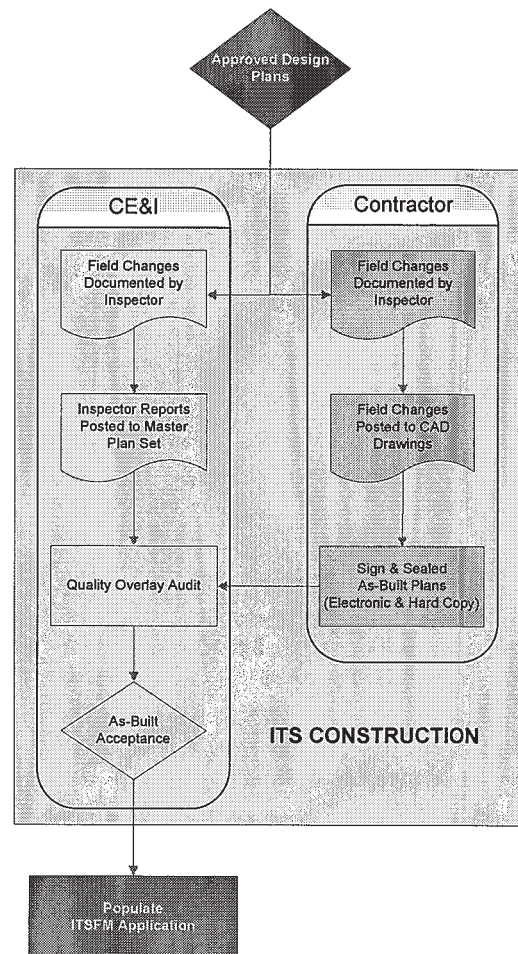 Approved Design
Plans
CE&I
Contractor
Field Changes
Documented by
Inspector
Field Changes
Documented by
Inspector
Inspector Reports
Posted to Master
Plan Set
Field Changes
Posted to CAD
Drawings
Quality Overlay Audit
Sign & Sealed
As-Built Plans
(Electronic & Hard Copy)
As-Built
Acceptance
ITS CONSTRUCTION
Populate
ITSFM Application